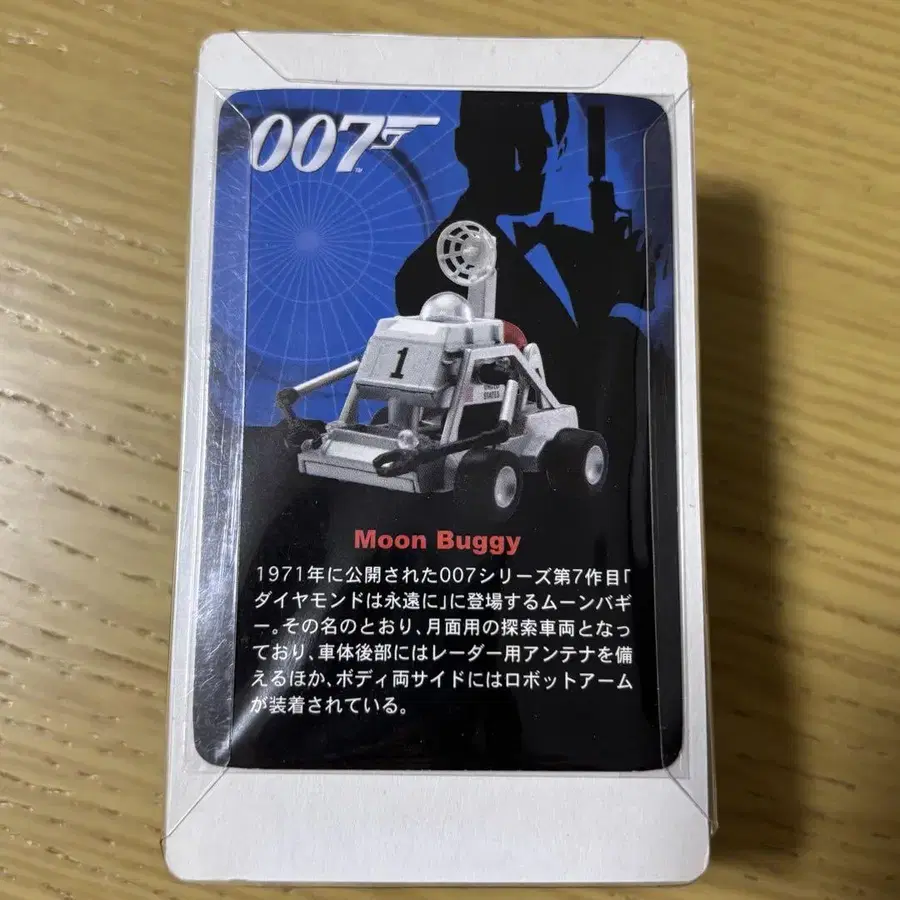 007
TM
1
UNITED
STATES
Moon Buggy
1971年に公開された007シリーズ第7作目「
ダイヤモンドは永遠に」に登場するムーンバギ
ー。その名のとおり、月面用の探索車両となっ
ており、車体後部にはレーダー用アンテナを備
えるほか、ボディ両サイドにはロボットアーム
が装着されている。